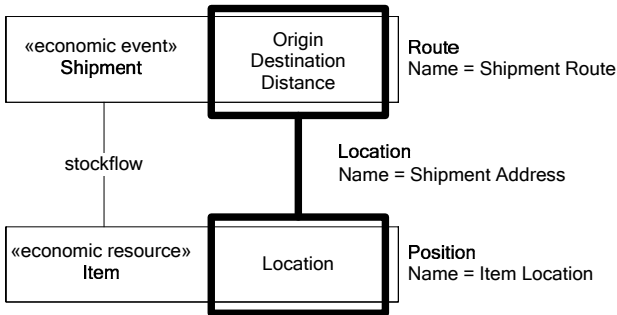 «economic event»
Shipment
Origin
Destination
Distance
Route
Name = Shipment Route
stockflow
Location
Name = Shipment Address
«economic resource»
Item
Location
Position
Name = Item Location